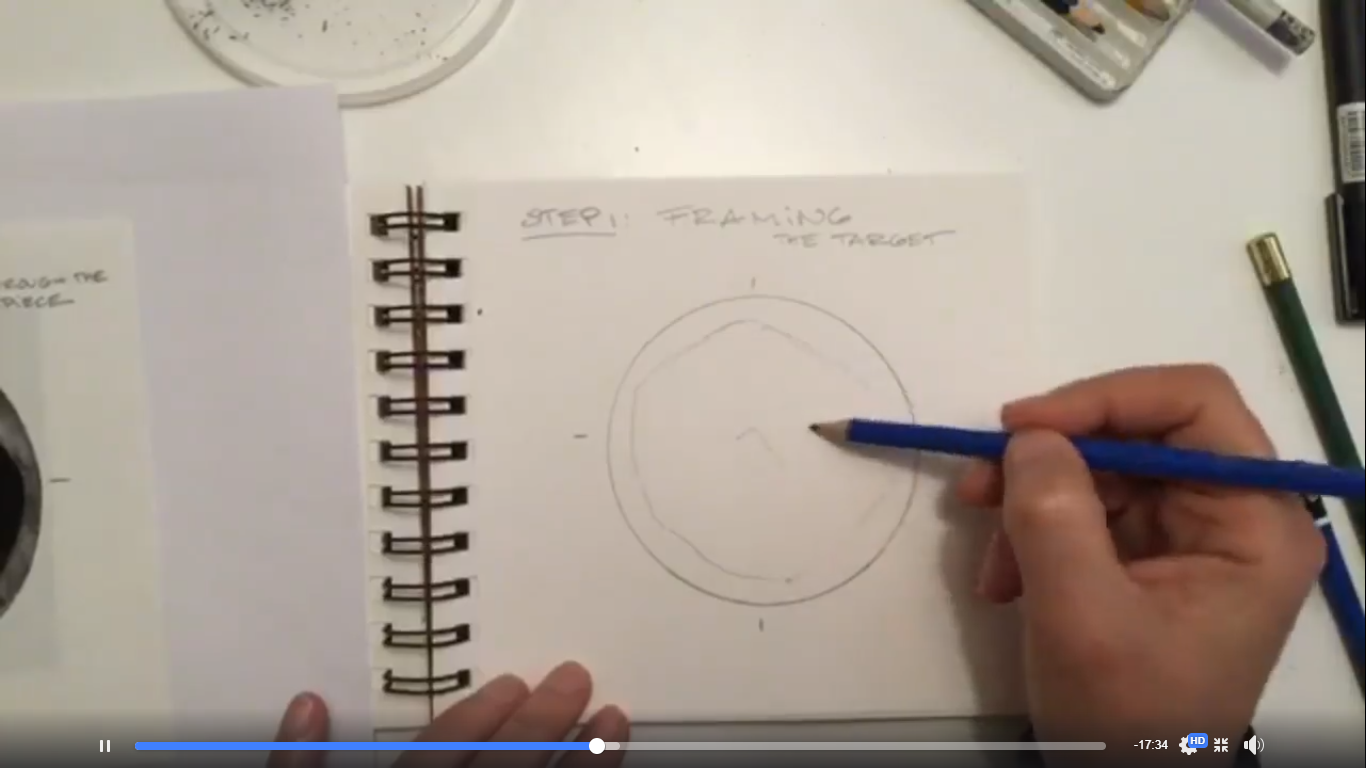 ROUGH THE
PIECE
STEP 1: FRAMING
THE TARGET
-17:34
HD